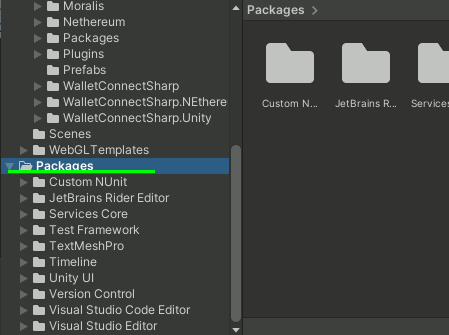 Moralis
Nethereum
Packages
Plugins
Prefabs
WalletConnectSharp
WalletConnectSharp.NEthere
WalletConnectSharp.Unity
Scenes
WebGLTemplates
Packages
Custom NUnit
JetBrains Rider Editor
Services Core
Test Framework
TextMeshPro
Timeline
Unity UI
Version Control
Visual Studio Code Editor
Visual Studio Editor
Packages >
Custom N... JetBrains R... Services